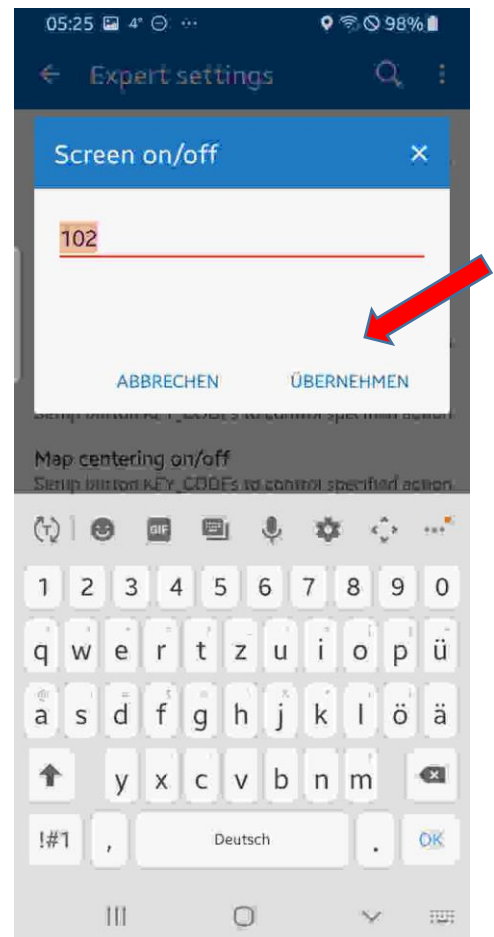 05:25 4° 98%
Expert settings
Screen on/off
102
ABBRECHEN ÜBERNEHMEN
Setup button KEY_CODEs to control specified action
Map centering on/off
Setup button KEY_CODEs to control specified action
GIF
1 2 3 4 5 6 7 8 9 0
q w e r t z u i o p ü
a s d f g h j k l ö ä
y x c v b n m
!#1 , Deutsch . OK